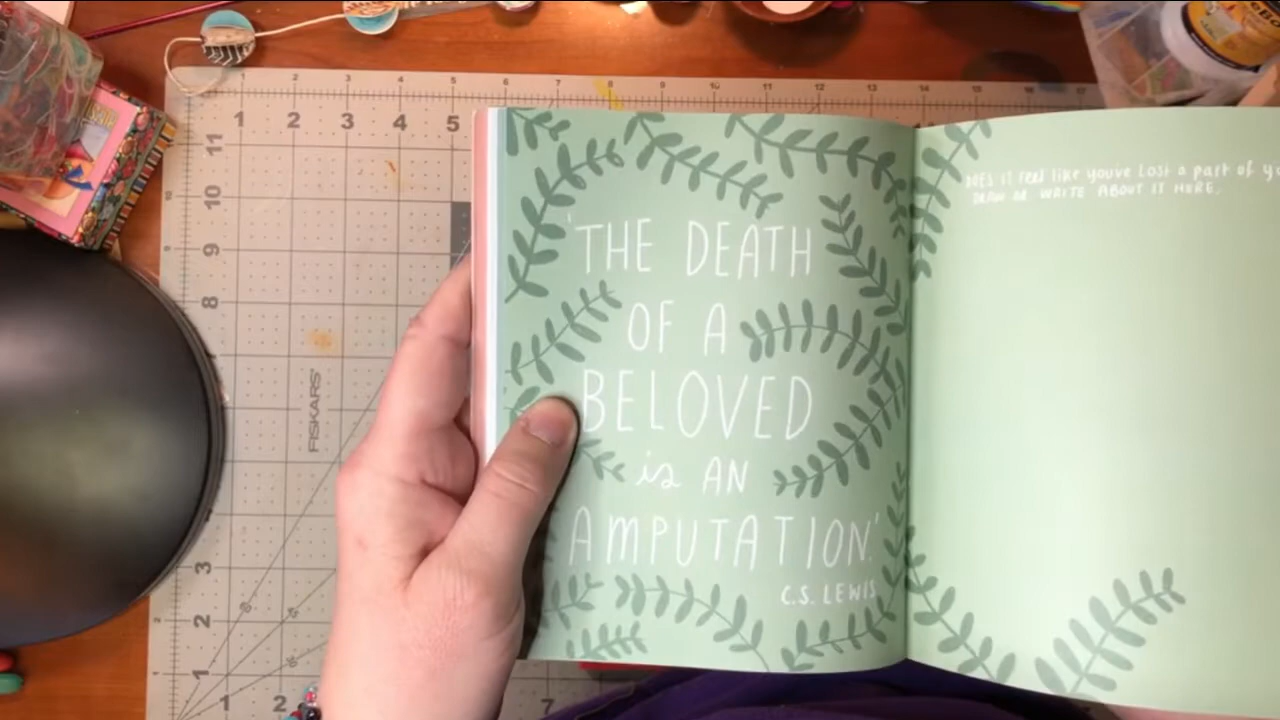 'THE DEATH
OF A
BELOVED
is AN
AMPUTATION.'
C.S. LEWIS
DOES it feel like you've lost a part of
DRAW OR WRITE ABOUT IT HERE.
FISKARS